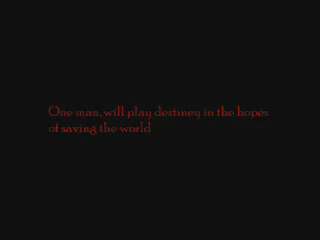 One man, will play destiney in the hopes
of saving the world